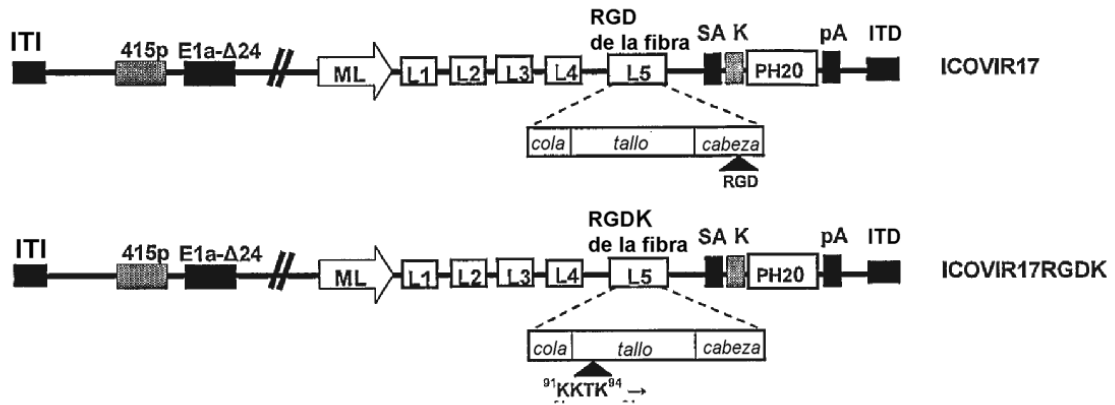 RGD
de la fibra
ITI 415p E1a-Δ24 SA K pA ITD
ML L1 L2 L3 L4 L5 PH20 ICOVIR17
cola tallo cabeza
RGD
RGDK
de la fibra
ITI 415p E1a-Δ24 SA K pA ITD
ML L1 L2 L3 L4 L5 PH20 ICOVIR17RGDK
cola tallo cabeza
⁹¹KKTK⁹⁴ →